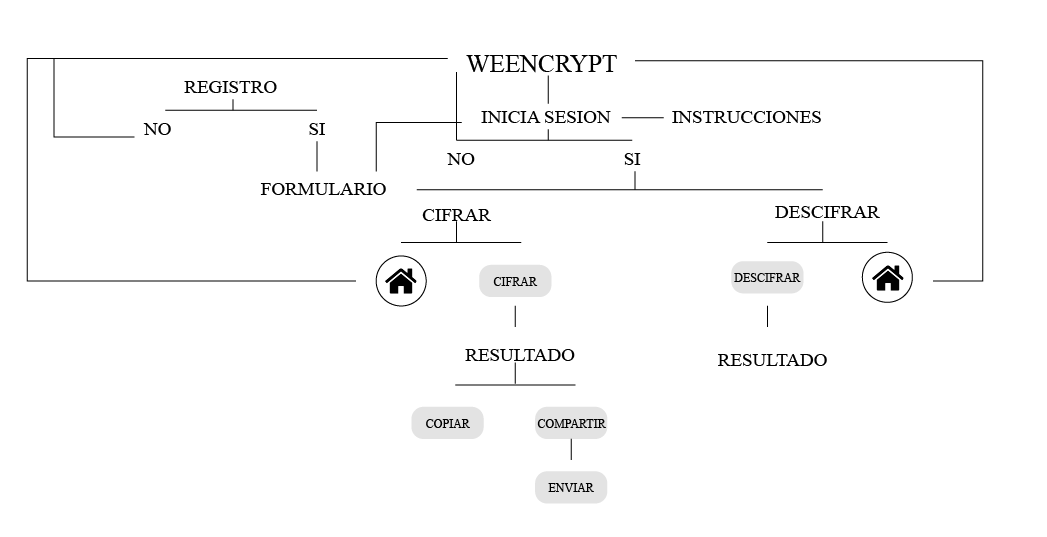 WEENCRYPT
REGISTRO
INICIA SESION
INSTRUCCIONES
NO
SI
NO
SI
FORMULARIO
CIFRAR
DESCIFRAR
CIFRAR
DESCIFRAR
RESULTADO
RESULTADO
COPIAR
COMPARTIR
ENVIAR